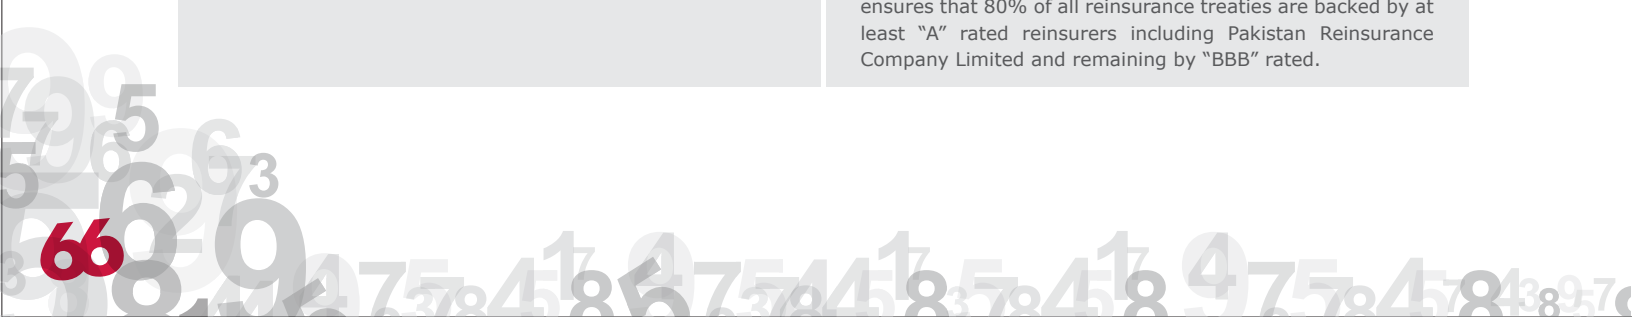 ensures that 80% of all reinsurance treaties are backed by at
least “A” rated reinsurers including Pakistan Reinsurance
Company Limited and remaining by “BBB” rated.
66